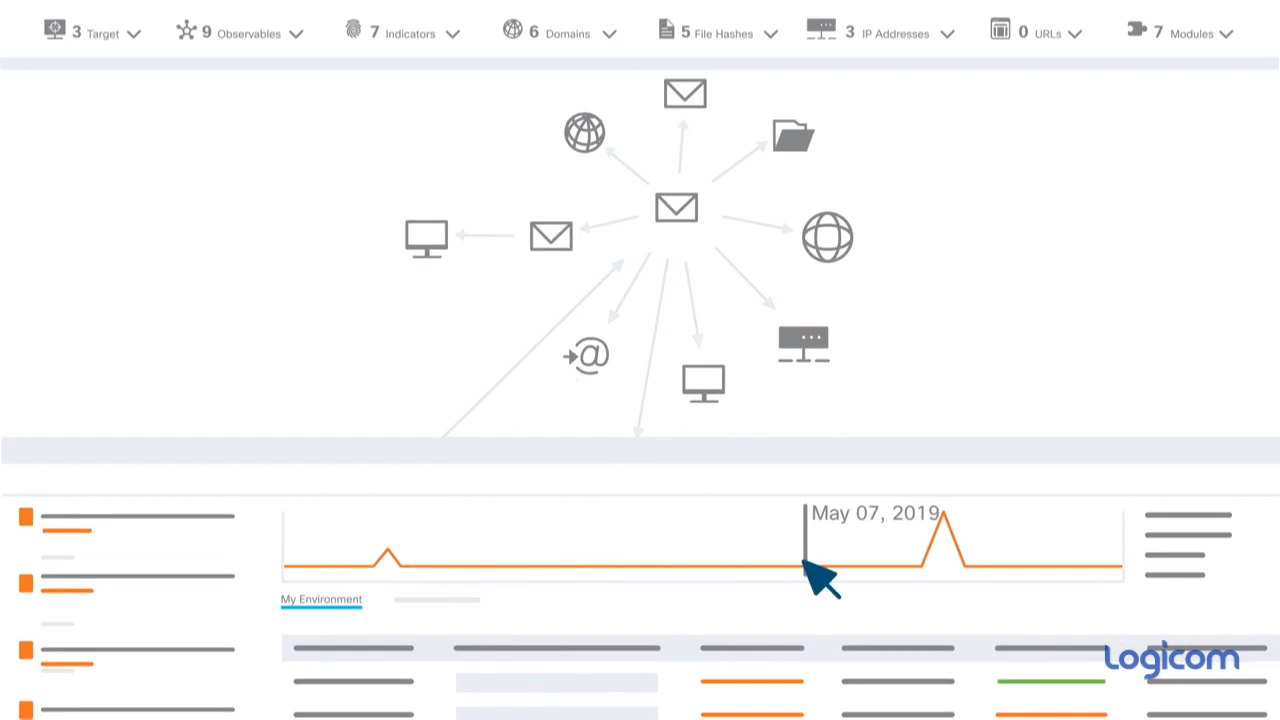 3 Target
9 Observables
7 Indicators
6 Domains
5 File Hashes
3 IP Addresses
0 URLs
7 Modules
May 07, 2019
My Environment
Logicom